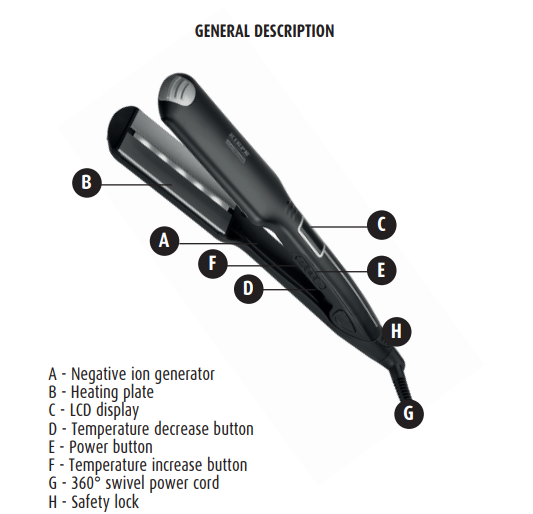 GENERAL DESCRIPTION
B
A
C
F
E
D
H
G
A - Negative ion generator
B - Heating plate
C - LCD display
D - Temperature decrease button
E - Power button
F - Temperature increase button
G - 360° swivel power cord
H - Safety lock